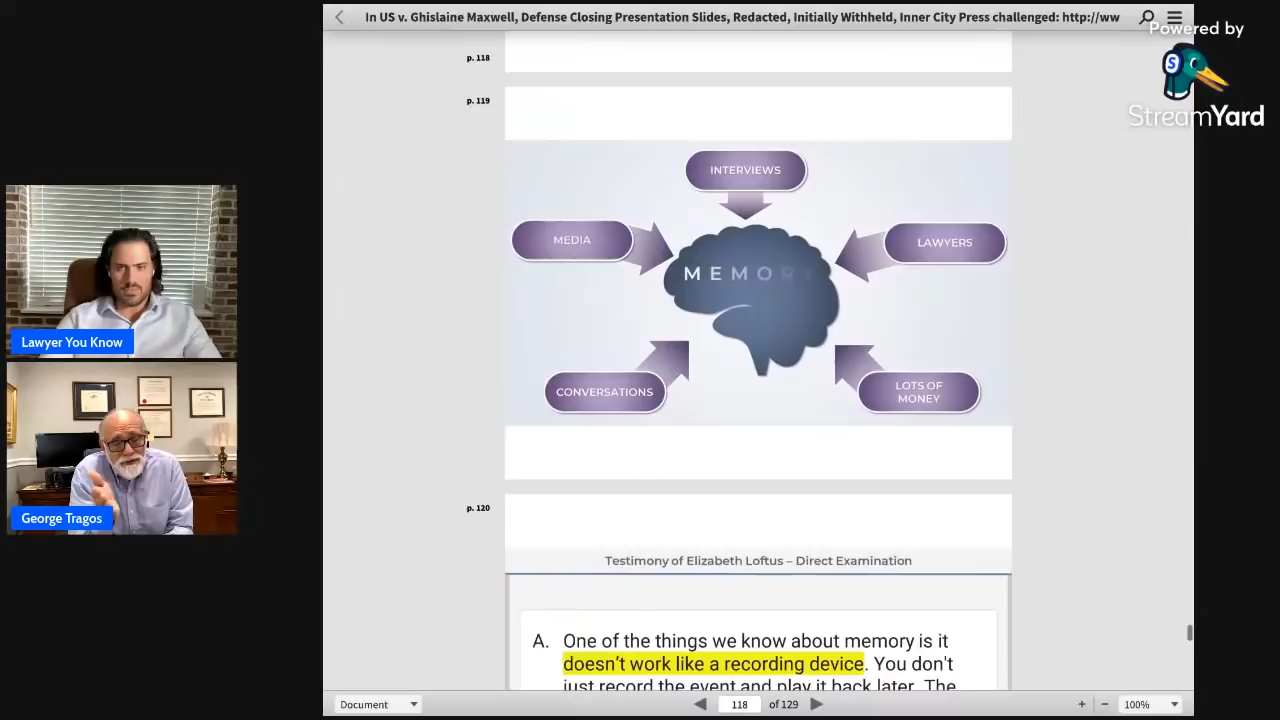 In US v. Ghislaine Maxwell, Defense Closing Presentation Slides, Redacted, Initially Withheld, Inner City Press challenged: http://ww
Powered by
StreamYard
p. 118
p. 119
INTERVIEWS
MEDIA
LAWYERS
MEMORY
CONVERSATIONS
LOTS OF
MONEY
Lawyer You Know
George Tragos
p. 120
Testimony of Elizabeth Loftus – Direct Examination
A. One of the things we know about memory is it
doesn't work like a recording device. You don't
just record the event and play it back later. The
Document
118
of 129
+ − 100%